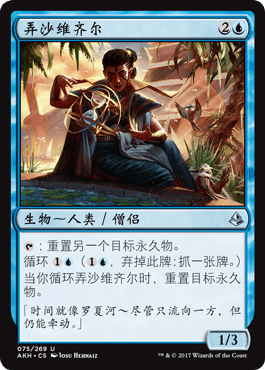 弄沙维齐尔 2
生物～人类／僧侣
：重置另一个目标永久物。
循环 1 （1 ，弃掉此牌：抓一张牌。）
当你循环弄沙维齐尔时，重置目标永久物。
「时间就像罗夏河～尽管只流向一方，但仍能牵动。」
1/3
075/269 U
AKH • CS JOSU HERNAIZ
™ & © 2017 Wizards of the Coast